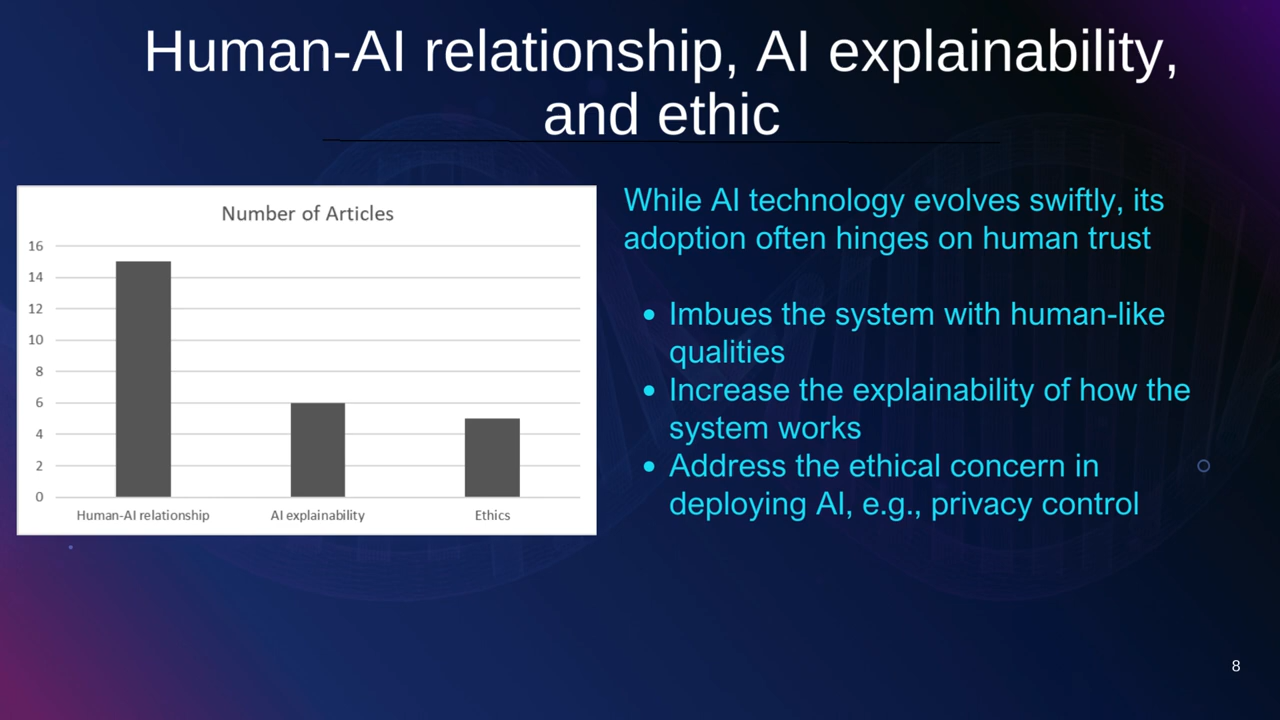 Human-AI relationship, AI explainability,
and ethic
Number of Articles
16
14
12
10
8
6
4
2
0
Human-AI relationship
AI explainability
Ethics
While AI technology evolves swiftly, its
adoption often hinges on human trust
• Imbues the system with human-like
qualities
• Increase the explainability of how the
system works
• Address the ethical concern in
deploying AI, e.g., privacy control
8